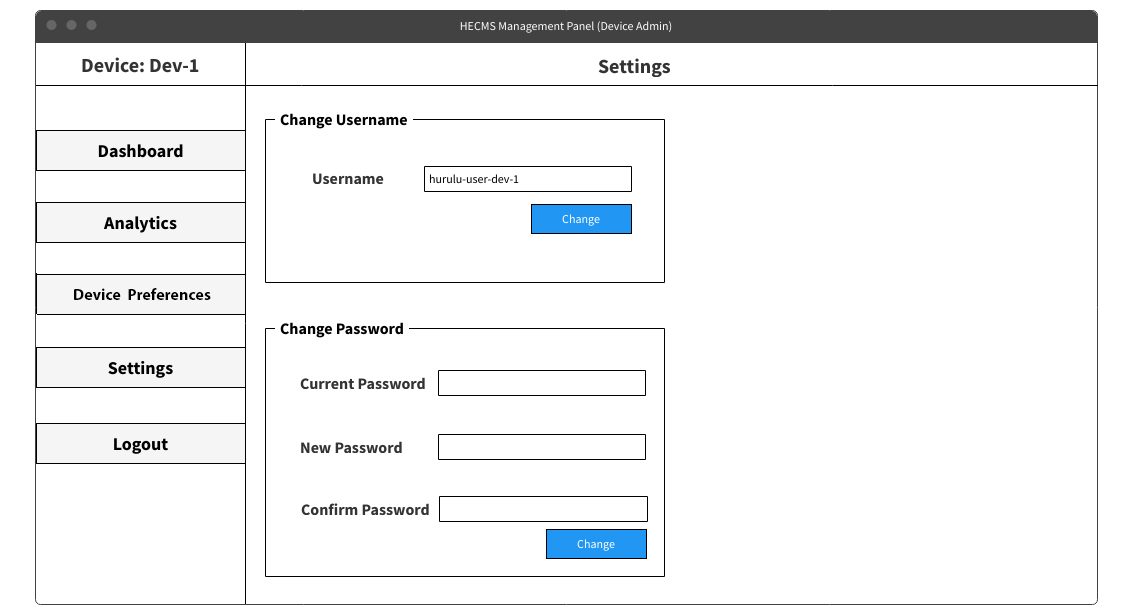 HECMS Management Panel (Device Admin)
Device: Dev-1
Settings
Dashboard
Analytics
Device Preferences
Settings
Logout
Change Username
Username
hurulu-user-dev-1
Change
Change Password
Current Password
New Password
Confirm Password
Change